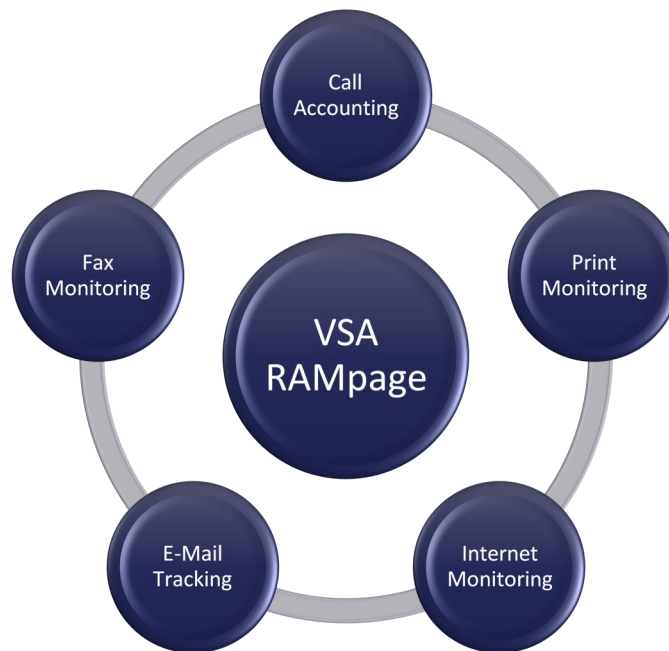 Call
Accounting
Print
Monitoring
Internet
Monitoring
E-Mail
Tracking
Fax
Monitoring
VSA
RAMpage